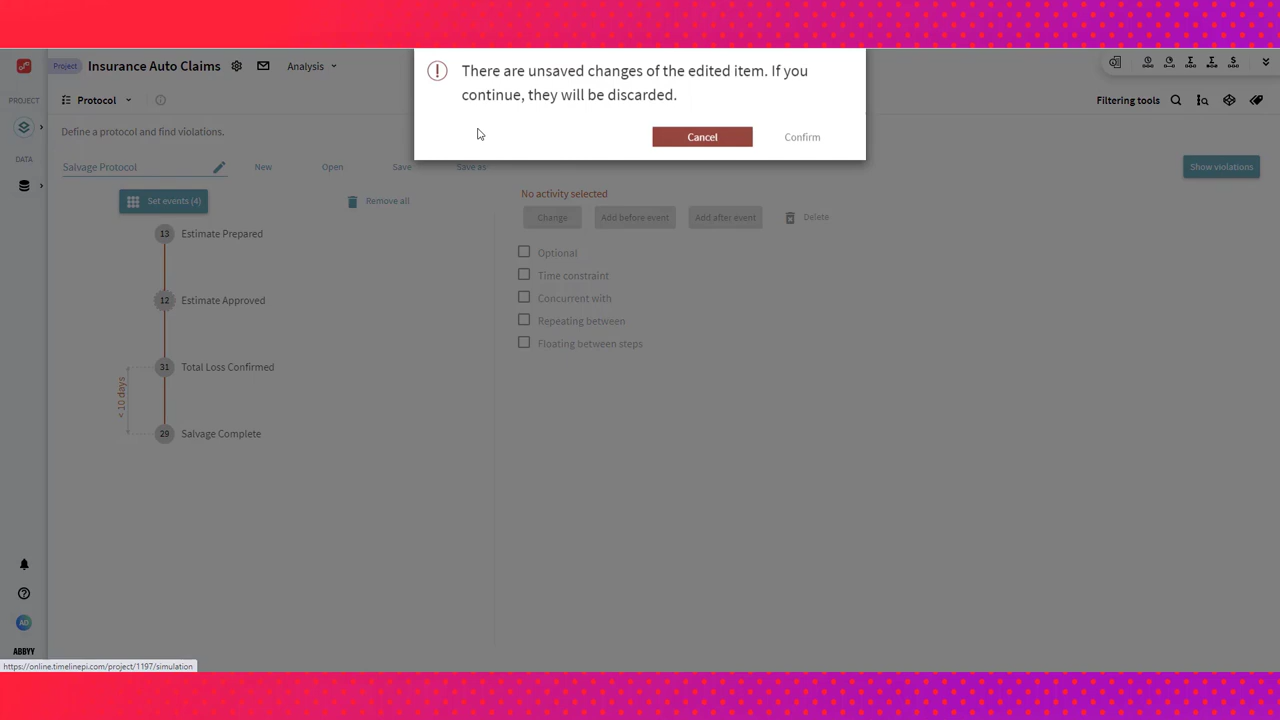 There are unsaved changes of the edited item. If you
continue, they will be discarded.
Cancel
Confirm
Project
Insurance Auto Claims
Analysis
PROJECT
Protocol
Filtering tools
Define a protocol and find violations.
DATA
Salvage Protocol
New
Open
Save
Save as
Show violations
Set events (4)
Remove all
No activity selected
Change
Add before event
Add after event
Delete
13 Estimate Prepared
12 Estimate Approved
31 Total Loss Confirmed
< 10 days
29 Salvage Complete
Optional
Time constraint
Concurrent with
Repeating between
Floating between steps
AD
ABBYY
https://online.timelinepi.com/project/1197/simulation